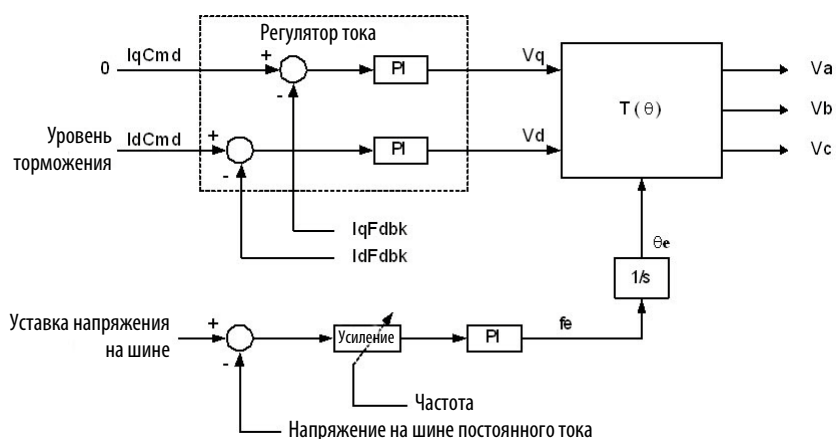 Регулятор тока
0 IqCmd + - PI Vq
T(θ)
Va
Vb
Vc
Уровень
торможения
IdCmd + - PI Vd
IqFdbk
IdFdbk
θe
1/s
Уставка напряжения
на шине
+ - Усиление PI fe
Частота
Напряжение на шине постоянного тока